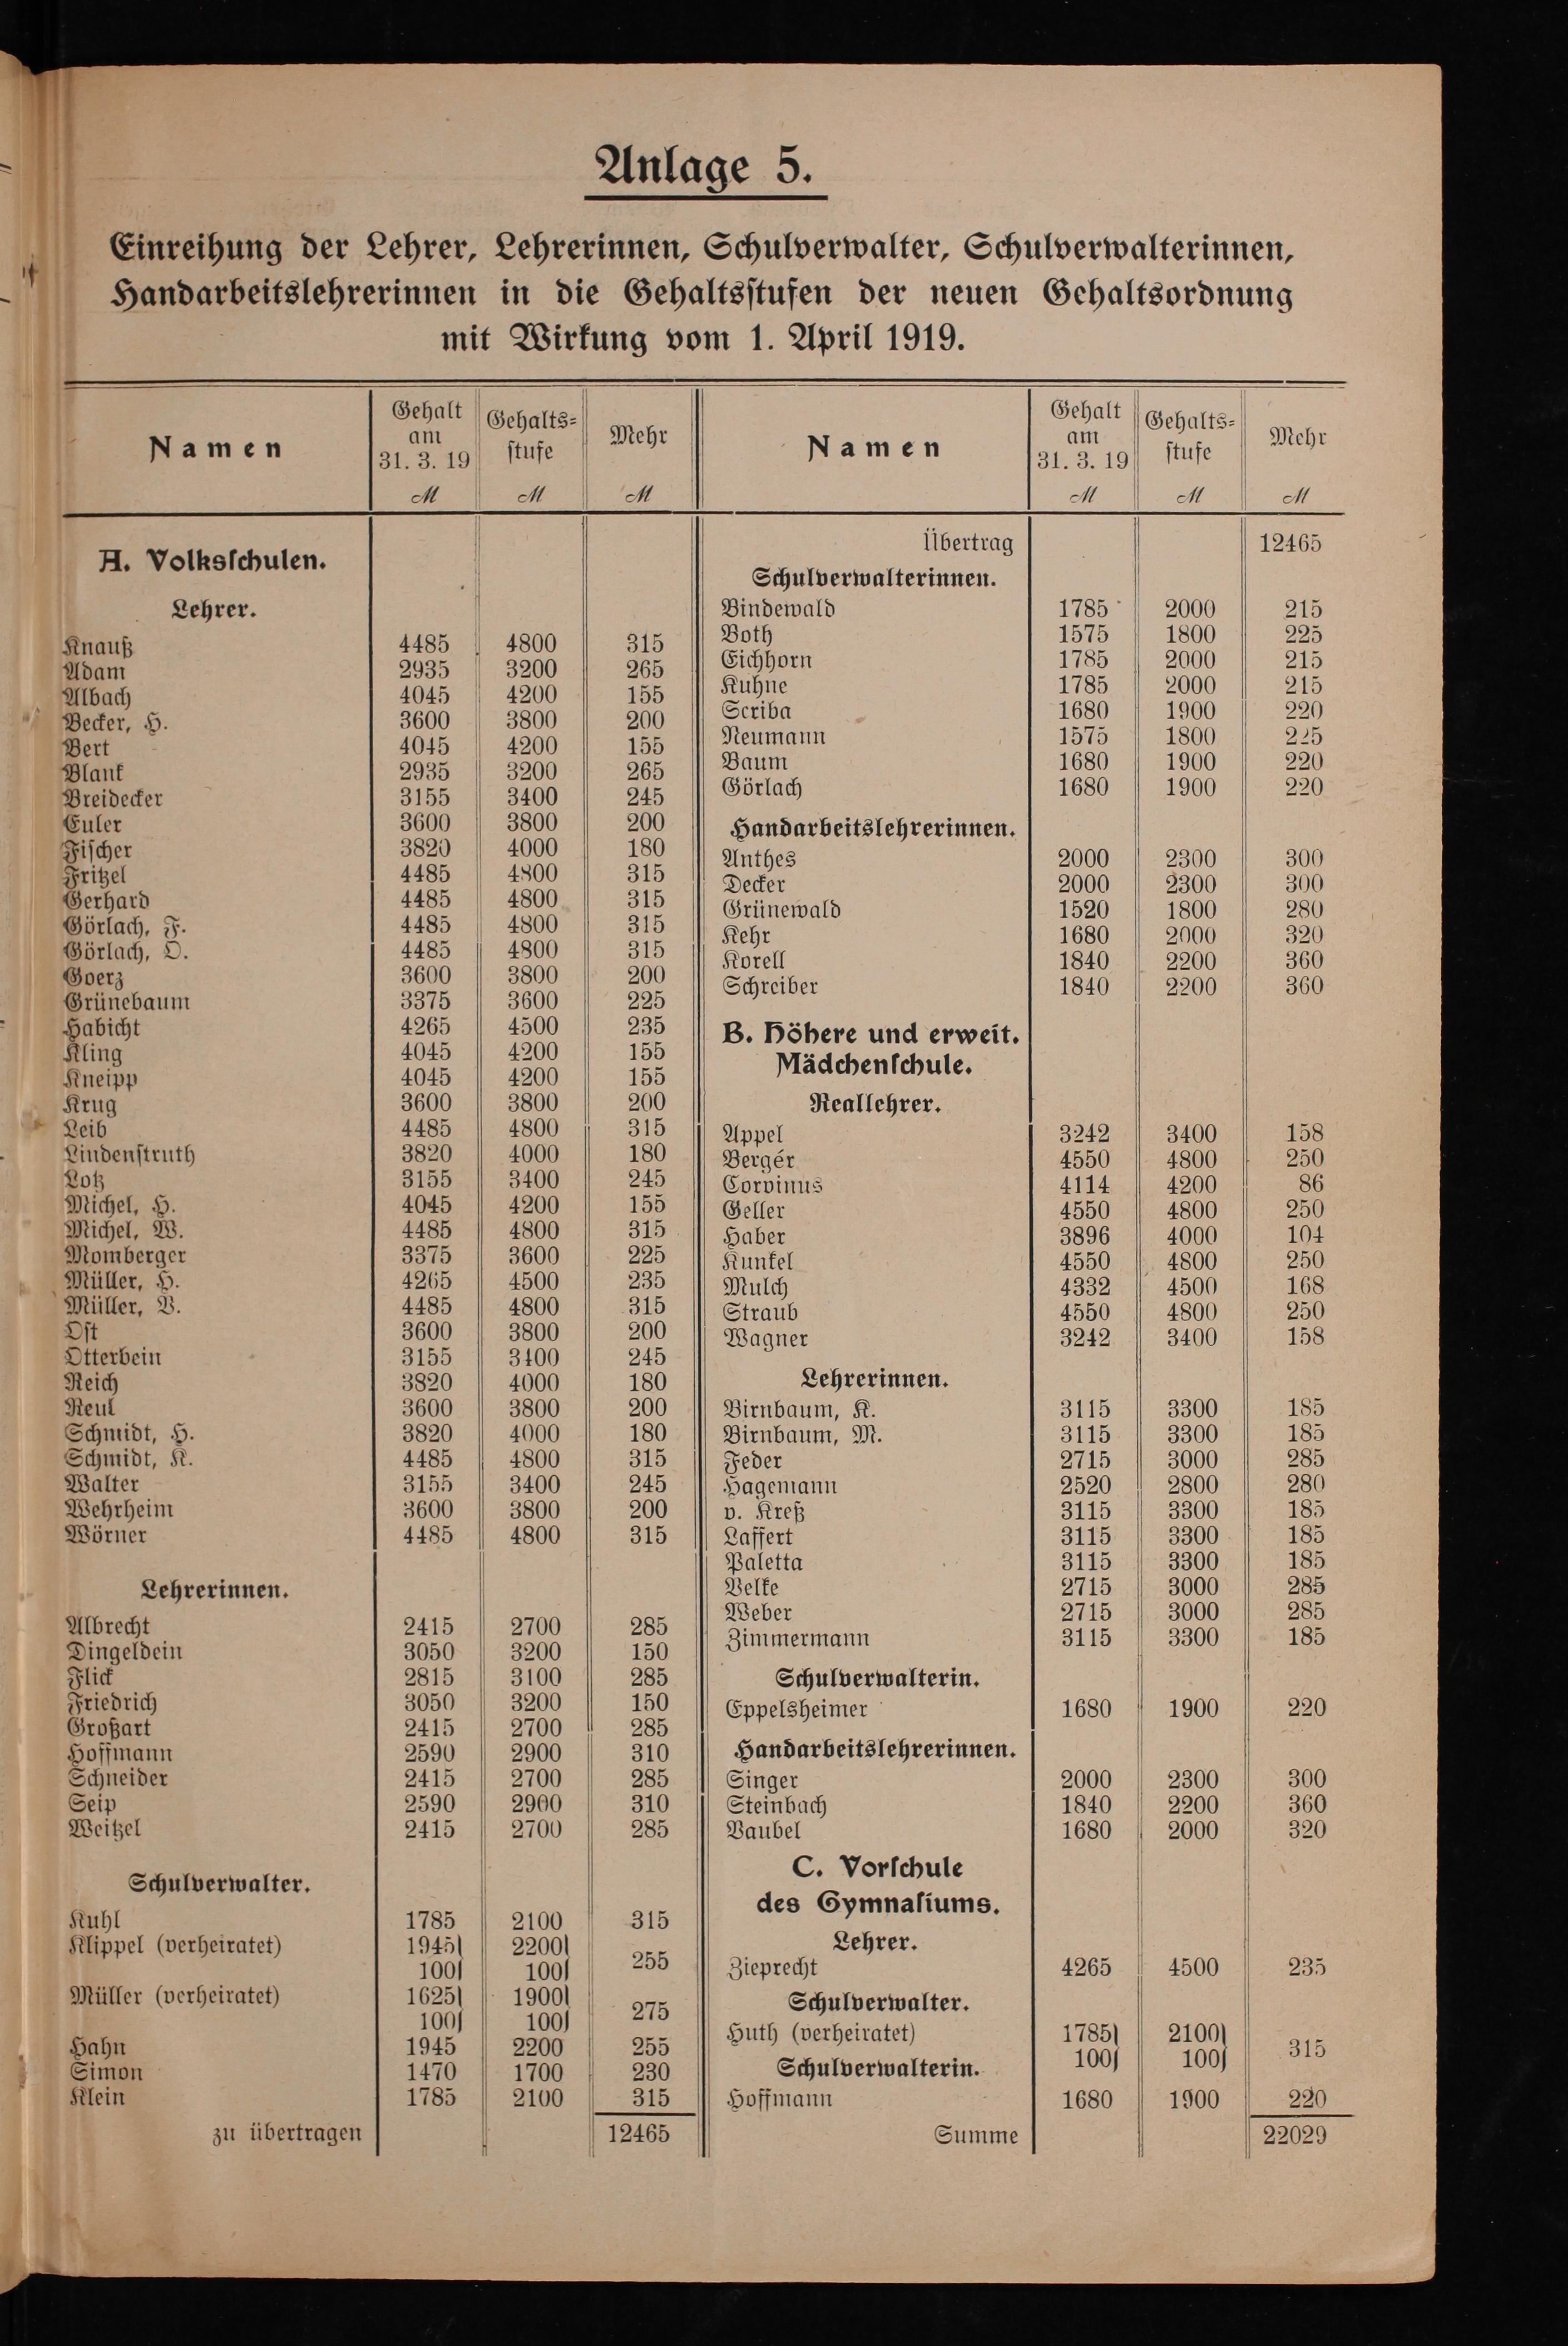 Anlage 5.
Einreihung der Lehrer, Lehrerinnen, Schulverwalter, Schulverwalterinnen,
Handarbeitslehrerinnen in die Gehaltsstufen der neuen Gehaltsordnung
mit Wirkung vom 1. April 1919.
Namen
Gehalt am 31. 3. 19 ℳ
Gehalts-stufe ℳ
Mehr ℳ
A. Volksschulen.
Lehrer.
Knauß 4485 4800 315
Adam 2935 3200 265
Albach 4045 4200 155
Becker, H. 3600 3800 200
Bert 4045 4200 155
Blank 2935 3200 265
Breidecker 3155 3400 245
Euler 3600 3800 200
Fischer 3820 4000 180
Fritzel 4485 4800 315
Gerhard 4485 4800 315
Görlach, F. 4485 4800 315
Görlach, O. 4485 4800 315
Goerz 3600 3800 200
Grünebaum 3375 3600 225
Habicht 4265 4500 235
Kling 4045 4200 155
Kneipp 4045 4200 155
Krug 3600 3800 200
Leib 4485 4800 315
Lindenstruth 3820 4000 180
Lotz 3155 3400 245
Michel, H. 4045 4200 155
Michel, W. 4485 4800 315
Momberger 3375 3600 225
Müller, H. 4265 4500 235
Müller, V. 4485 4800 315
Ost 3600 3800 200
Otterbein 3155 3400 245
Reich 3820 4000 180
Reul 3600 3800 200
Schmidt, H. 3820 4000 180
Schmidt, K. 4485 4800 315
Walter 3155 3400 245
Wehrheim 3600 3800 200
Wörner 4485 4800 315
Lehrerinnen.
Albrecht 2415 2700 285
Dingeldein 3050 3200 150
Flick 2815 3100 285
Friedrich 3050 3200 150
Großart 2415 2700 285
Hoffmann 2590 2900 310
Schneider 2415 2700 285
Seip 2590 2900 310
Weitzel 2415 2700 285
Schulverwalter.
Kuhl 1785 2100 315
Klippel (verheiratet) 1945 2200
100 100 255
Müller (verheiratet) 1625 1900
100 100 275
Hahn 1945 2200 255
Simon 1470 1700 230
Klein 1785 2100 315
zu übertragen 12465
Namen
Gehalt am 31. 3. 19 ℳ
Gehalts-stufe ℳ
Mehr ℳ
Übertrag 12465
Schulverwalterinnen.
Bindewald 1785 2000 215
Both 1575 1800 225
Eichhorn 1785 2000 215
Kuhne 1785 2000 215
Scriba 1680 1900 220
Neumann 1575 1800 225
Baum 1680 1900 220
Görlach 1680 1900 220
Handarbeitslehrerinnen.
Anthes 2000 2300 300
Decker 2000 2300 300
Grünewald 1520 1800 280
Kehr 1680 2000 320
Korell 1840 2200 360
Schreiber 1840 2200 360
B. Höhere und erweit.
Mädchenschule.
Reallehrer.
Appel 3242 3400 158
Bergér 4550 4800 250
Corvinus 4114 4200 86
Geller 4550 4800 250
Haber 3896 4000 104
Kunkel 4550 4800 250
Mulch 4332 4500 168
Straub 4550 4800 250
Wagner 3242 3400 158
Lehrerinnen.
Birnbaum, K. 3115 3300 185
Birnbaum, M. 3115 3300 185
Feder 2715 3000 285
Hagemann 2520 2800 280
v. Kreß 3115 3300 185
Laffert 3115 3300 185
Paletta 3115 3300 185
Velke 2715 3000 285
Weber 2715 3000 285
Zimmermann 3115 3300 185
Schulverwalterin.
Eppelsheimer 1680 1900 220
Handarbeitslehrerinnen.
Singer 2000 2300 300
Steinbach 1840 2200 360
Vaubel 1680 2000 320
C. Vorschule
des Gymnasiums.
Lehrer.
Zieprecht 4265 4500 235
Schulverwalter.
Huth (verheiratet) 1785 2100
100 100 315
Schulverwalterin.
Hoffmann 1680 1900 220
Summe 22029